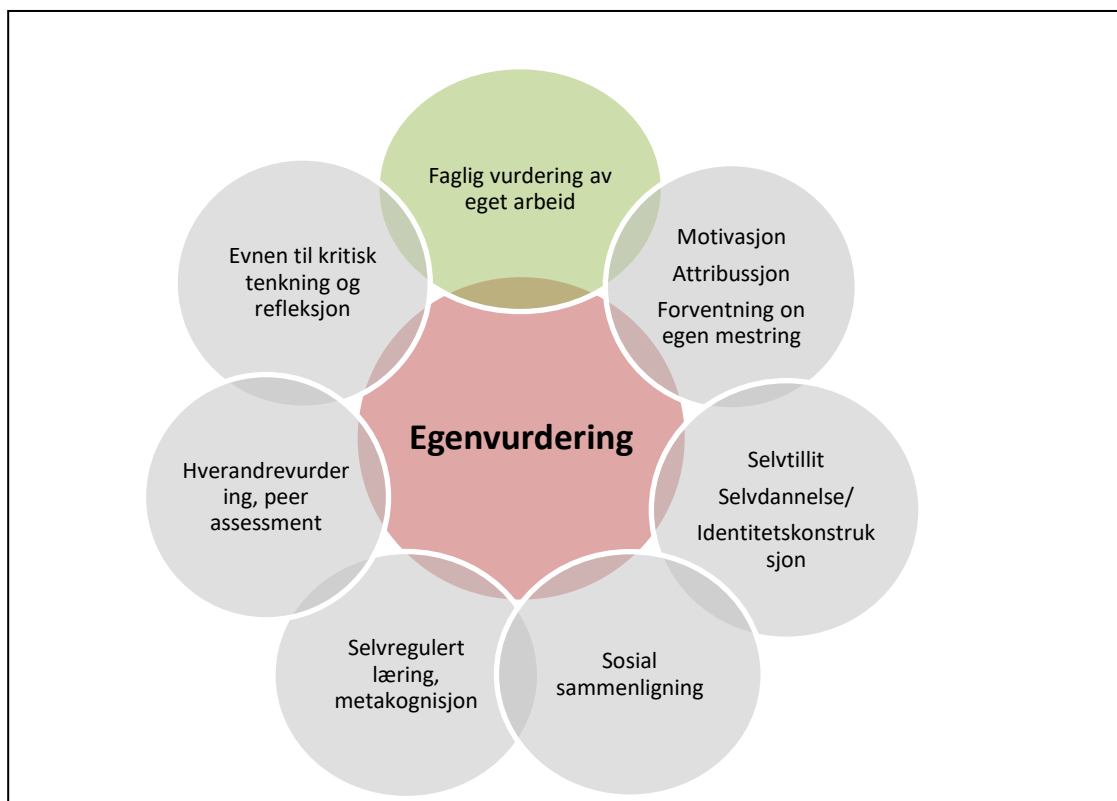 Faglig vurdering av
eget arbeid
Motivasjon
Attribussjon
Forventning on
egen mestring
Selvtillit
Selvdannelse/
Identitetskonstruk
sjon
Sosial
sammenligning
Selvregulert
læring,
metakognisjon
Hverandrevurder
ing, peer
assessment
Evnen til kritisk
tenkning og
refleksjon
Egenvurdering